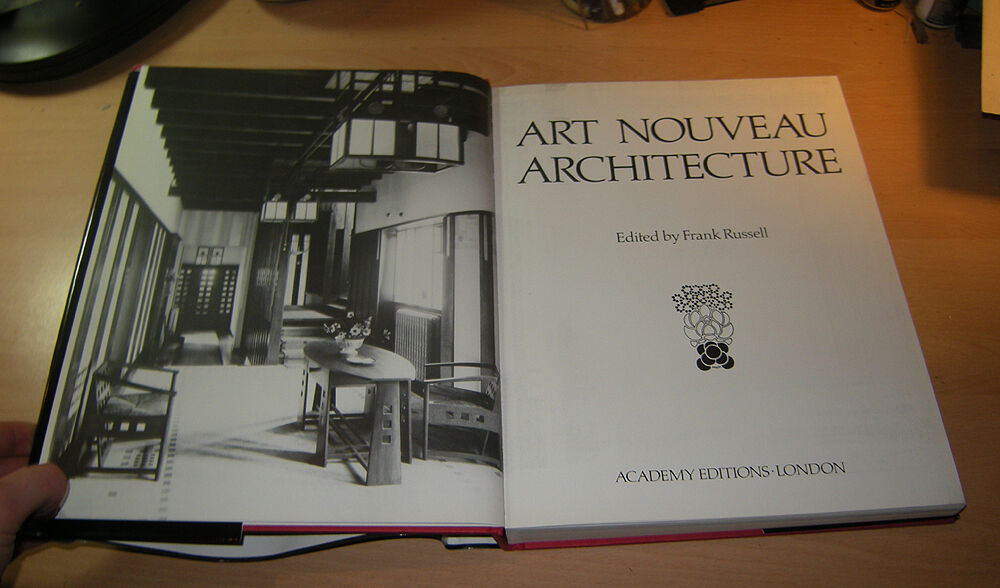 ART NOUVEAU
ARCHITECTURE
Edited by Frank Russell
ACADEMY EDITIONS · LONDON